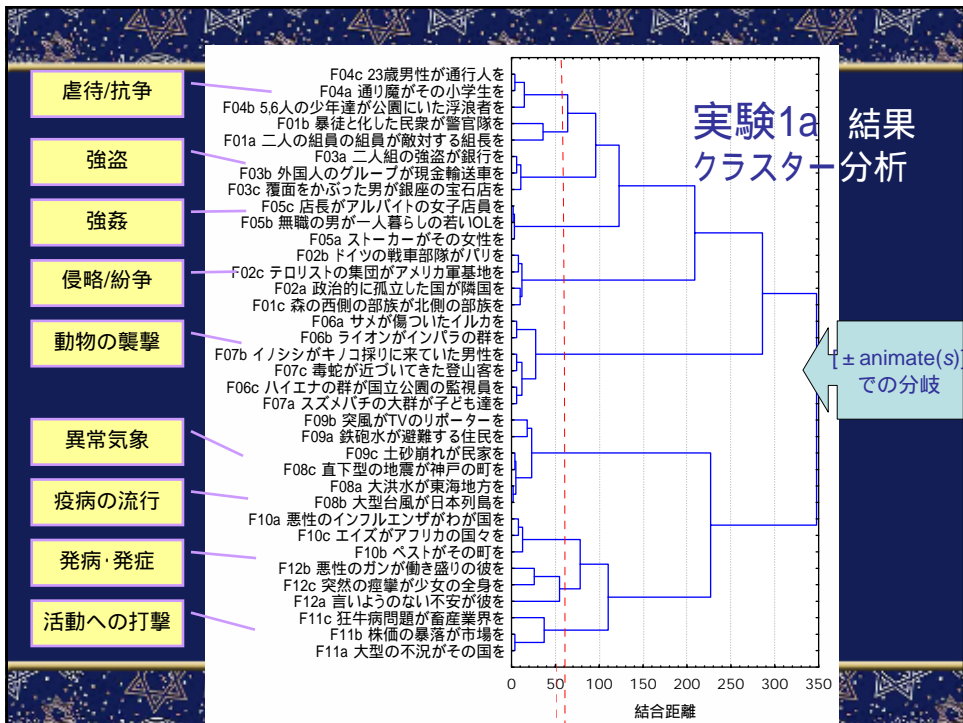 実験1a 結果
クラスター分析
虐待/抗争
強盗
強姦
侵略/紛争
動物の襲撃
異常気象
疫病の流行
発病･発症
活動への打撃
F04c 23歳男性が通行人を
F04a 通り魔がその小学生を
F04b 5,6人の少年達が公園にいた浮浪者を
F01b 暴徒と化した民衆が警官隊を
F01a 二人の組員の組員が敵対する組長を
F03a 二人組の強盗が銀行を
F03b 外国人のグループが現金輸送車を
F03c 覆面をかぶった男が銀座の宝石店を
F05c 店長がアルバイトの女子店員を
F05b 無職の男が一人暮らしの若いOLを
F05a ストーカーがその女性を
F02b ドイツの戦車部隊がパリを
F02c テロリストの集団がアメリカ軍基地を
F02a 政治的に孤立した国が隣国を
F01c 森の西側の部族が北側の部族を
F06a サメが傷ついたイルカを
F06b ライオンがインパラの群を
F07b イノシシがキノコ採りに来ていた男性を
F07c 毒蛇が近づいてきた登山客を
F06c ハイエナの群が国立公園の監視員を
F07a スズメバチの大群が子ども達を
F09b 突風がTVのリポーターを
F09a 鉄砲水が避難する住民を
F09c 土砂崩れが民家を
F08c 直下型の地震が神戸の町を
F08a 大洪水が東海地方を
F08b 大型台風が日本列島を
F10a 悪性のインフルエンザがわが国を
F10c エイズがアフリカの国々を
F10b ペストがその町を
F12b 悪性のガンが働き盛りの彼を
F12c 突然の痙攣が少女の全身を
F12a 言いようのない不安が彼を
F11c 狂牛病問題が畜産業界を
F11b 株価の暴落が市場を
F11a 大型の不況がその国を
[±animate(s)]
での分岐
0 50 100 150 200 250 300 350
結合距離